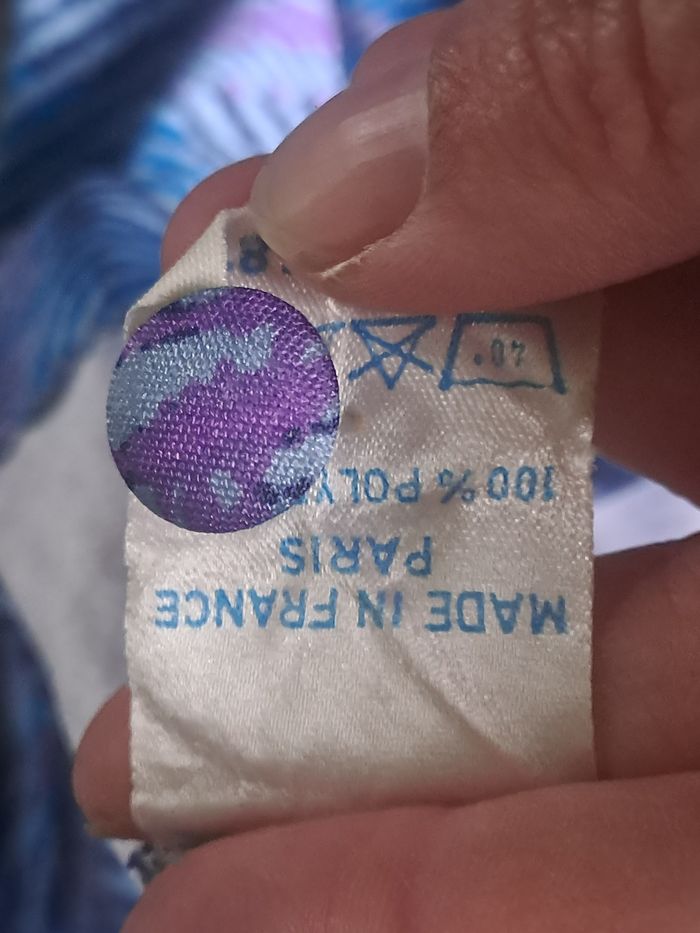 MADE IN FRANCE
PARIS
100 % POLY
40°